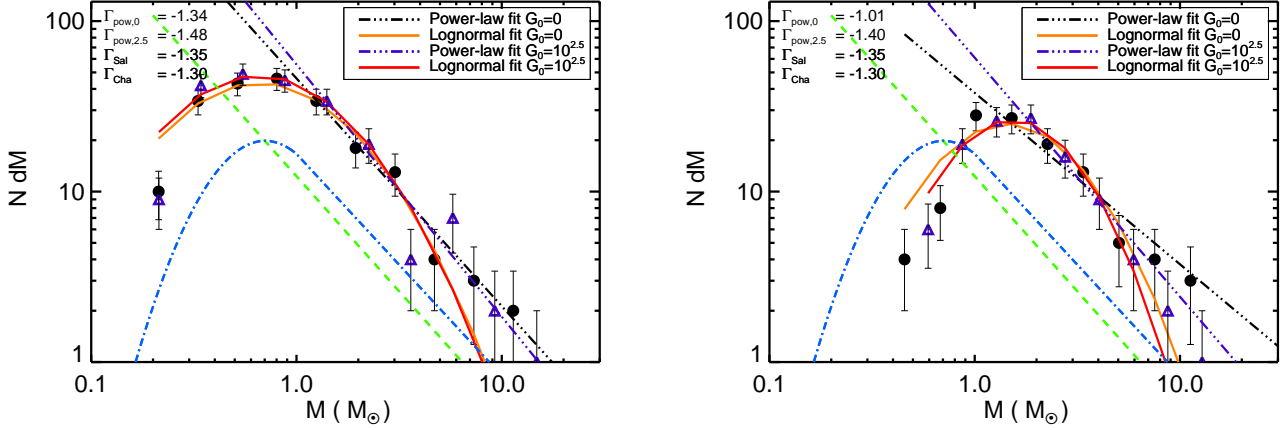 Γpow,0 = -1.34
Γpow,2.5 = -1.48
ΓSal = -1.35
ΓCha = -1.30
Power-law fit G₀=0
Lognormal fit G₀=0
Power-law fit G₀=10^2.5
Lognormal fit G₀=10^2.5
100
10
1
N dM
0.1 1.0 10.0
M ( M☉)
Γpow,0 = -1.01
Γpow,2.5 = -1.40
ΓSal = -1.35
ΓCha = -1.30
Power-law fit G₀=0
Lognormal fit G₀=0
Power-law fit G₀=10^2.5
Lognormal fit G₀=10^2.5
100
10
1
N dM
0.1 1.0 10.0
M ( M☉)